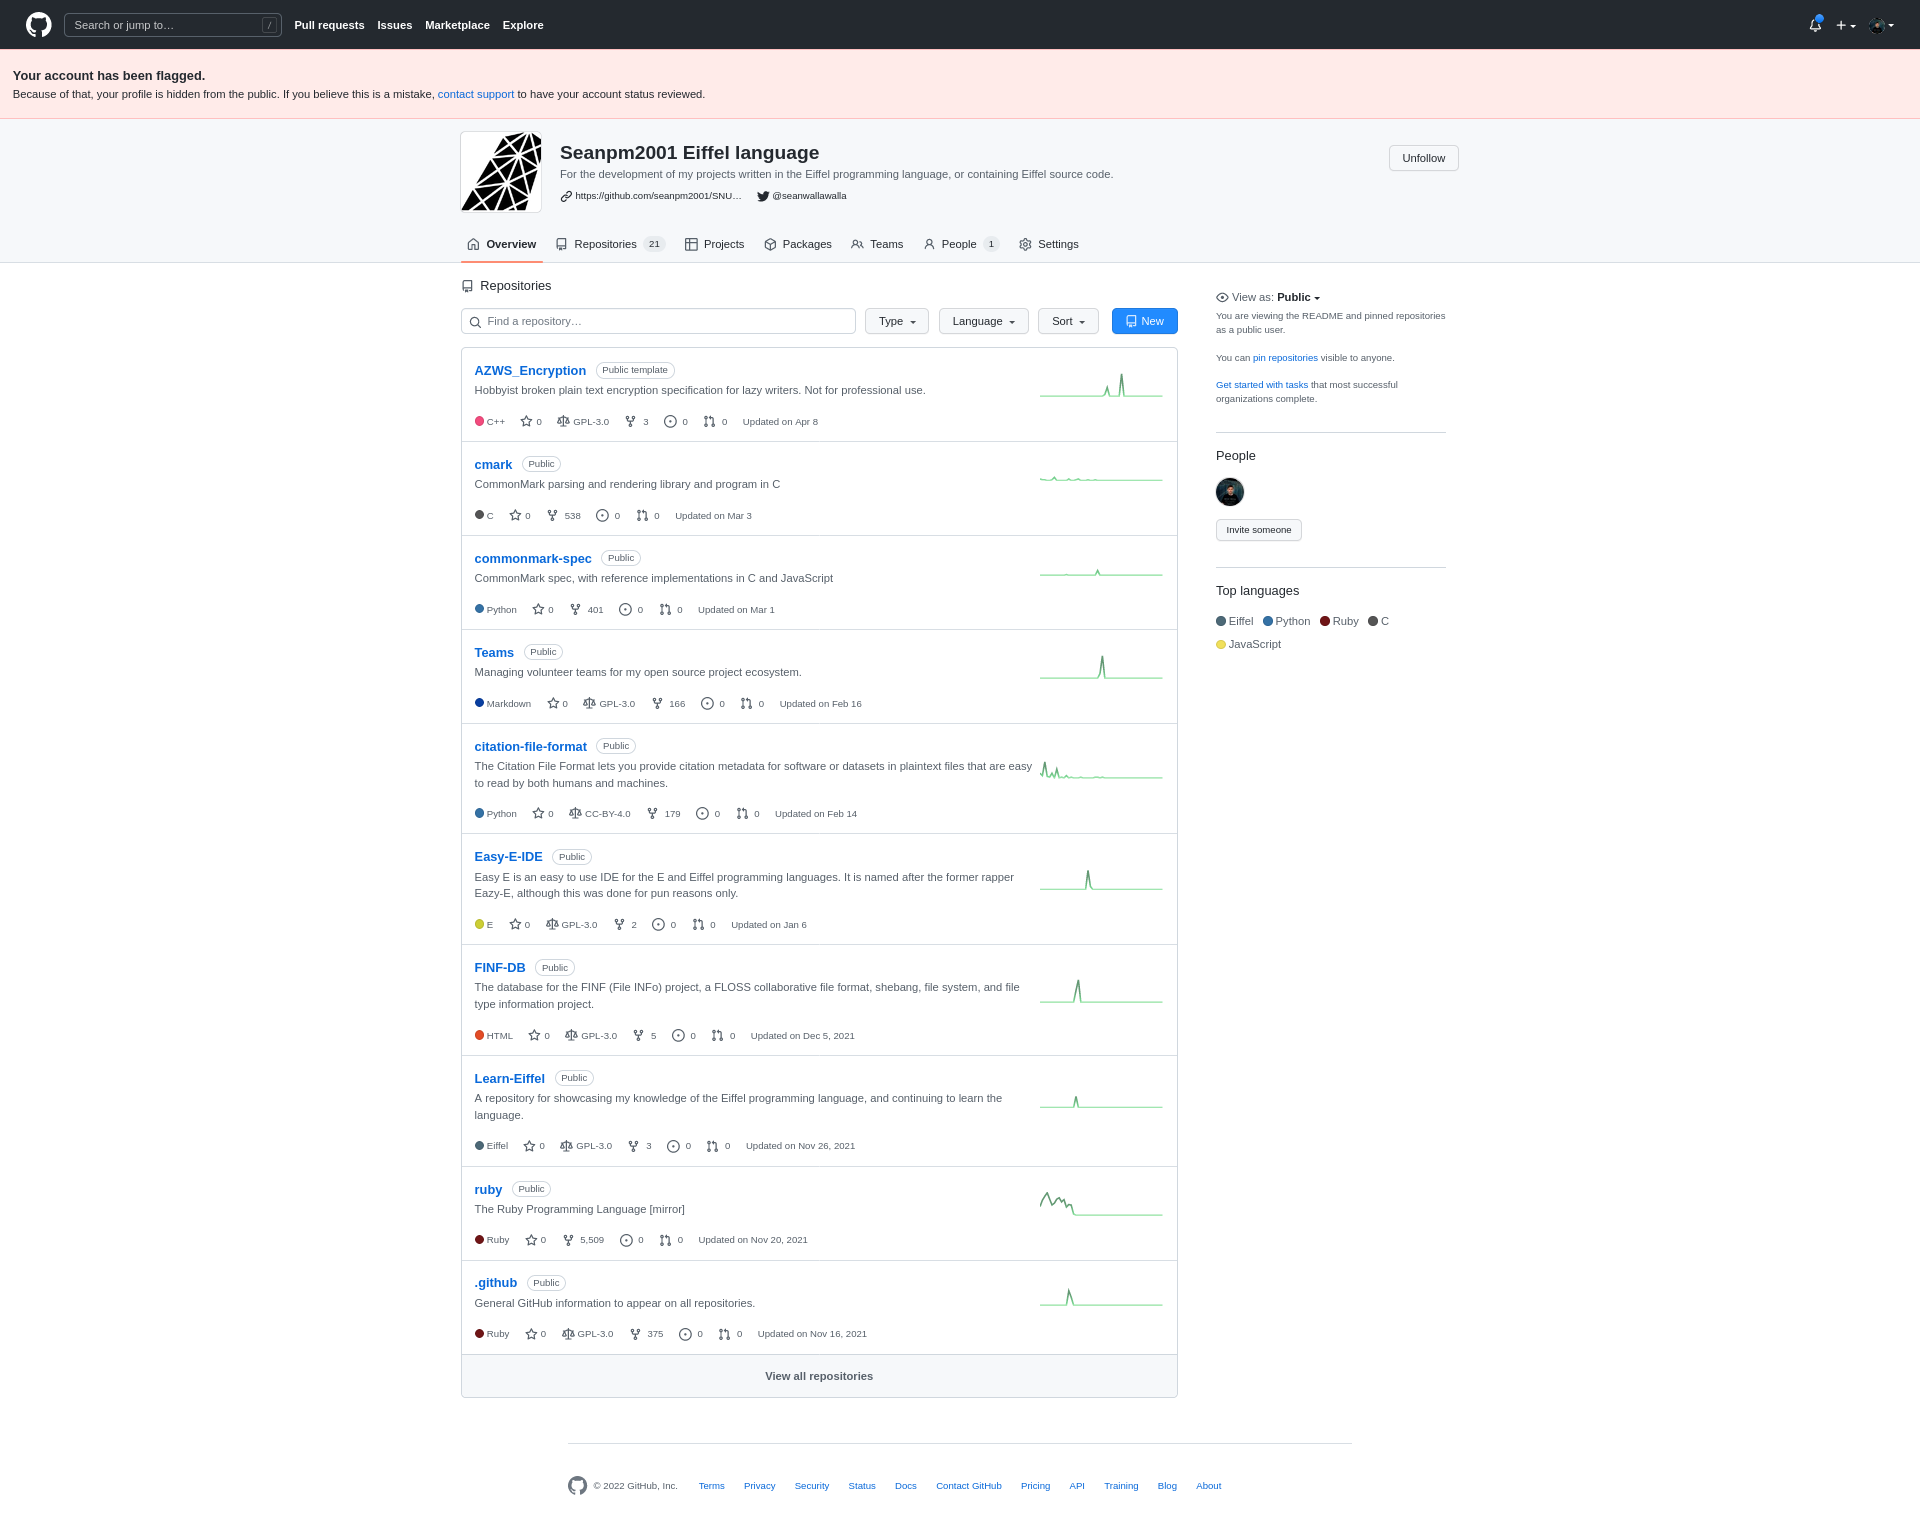 Search or jump to… /
Pull requests Issues Marketplace Explore
Your account has been flagged.
Because of that, your profile is hidden from the public. If you believe this is a mistake, contact support to have your account status reviewed.
Seanpm2001 Eiffel language
Unfollow
For the development of my projects written in the Eiffel programming language, or containing Eiffel source code.
https://github.com/seanpm2001/SNU… @seanwallawalla
Overview Repositories 21 Projects Packages Teams People 1 Settings
Repositories
Find a repository… Type Language Sort New
AZWS_Encryption Public template
Hobbyist broken plain text encryption specification for lazy writers. Not for professional use.
C++ 0 GPL-3.0 3 0 0 Updated on Apr 8
cmark Public
CommonMark parsing and rendering library and program in C
C 0 538 0 0 Updated on Mar 3
commonmark-spec Public
CommonMark spec, with reference implementations in C and JavaScript
Python 0 401 0 0 Updated on Mar 1
Teams Public
Managing volunteer teams for my open source project ecosystem.
Markdown 0 GPL-3.0 166 0 0 Updated on Feb 16
citation-file-format Public
The Citation File Format lets you provide citation metadata for software or datasets in plaintext files that are easy
to read by both humans and machines.
Python 0 CC-BY-4.0 179 0 0 Updated on Feb 14
Easy-E-IDE Public
Easy E is an easy to use IDE for the E and Eiffel programming languages. It is named after the former rapper
Eazy-E, although this was done for pun reasons only.
E 0 GPL-3.0 2 0 0 Updated on Jan 6
FINF-DB Public
The database for the FINF (File INFo) project, a FLOSS collaborative file format, shebang, file system, and file
type information project.
HTML 0 GPL-3.0 5 0 0 Updated on Dec 5, 2021
Learn-Eiffel Public
A repository for showcasing my knowledge of the Eiffel programming language, and continuing to learn the
language.
Eiffel 0 GPL-3.0 3 0 0 Updated on Nov 26, 2021
ruby Public
The Ruby Programming Language [mirror]
Ruby 0 5,509 0 0 Updated on Nov 20, 2021
.github Public
General GitHub information to appear on all repositories.
Ruby 0 GPL-3.0 375 0 0 Updated on Nov 16, 2021
View all repositories
View as: Public
You are viewing the README and pinned repositories
as a public user.
You can pin repositories visible to anyone.
Get started with tasks that most successful
organizations complete.
People
Invite someone
Top languages
Eiffel Python Ruby C
JavaScript
© 2022 GitHub, Inc. Terms Privacy Security Status Docs Contact GitHub Pricing API Training Blog About